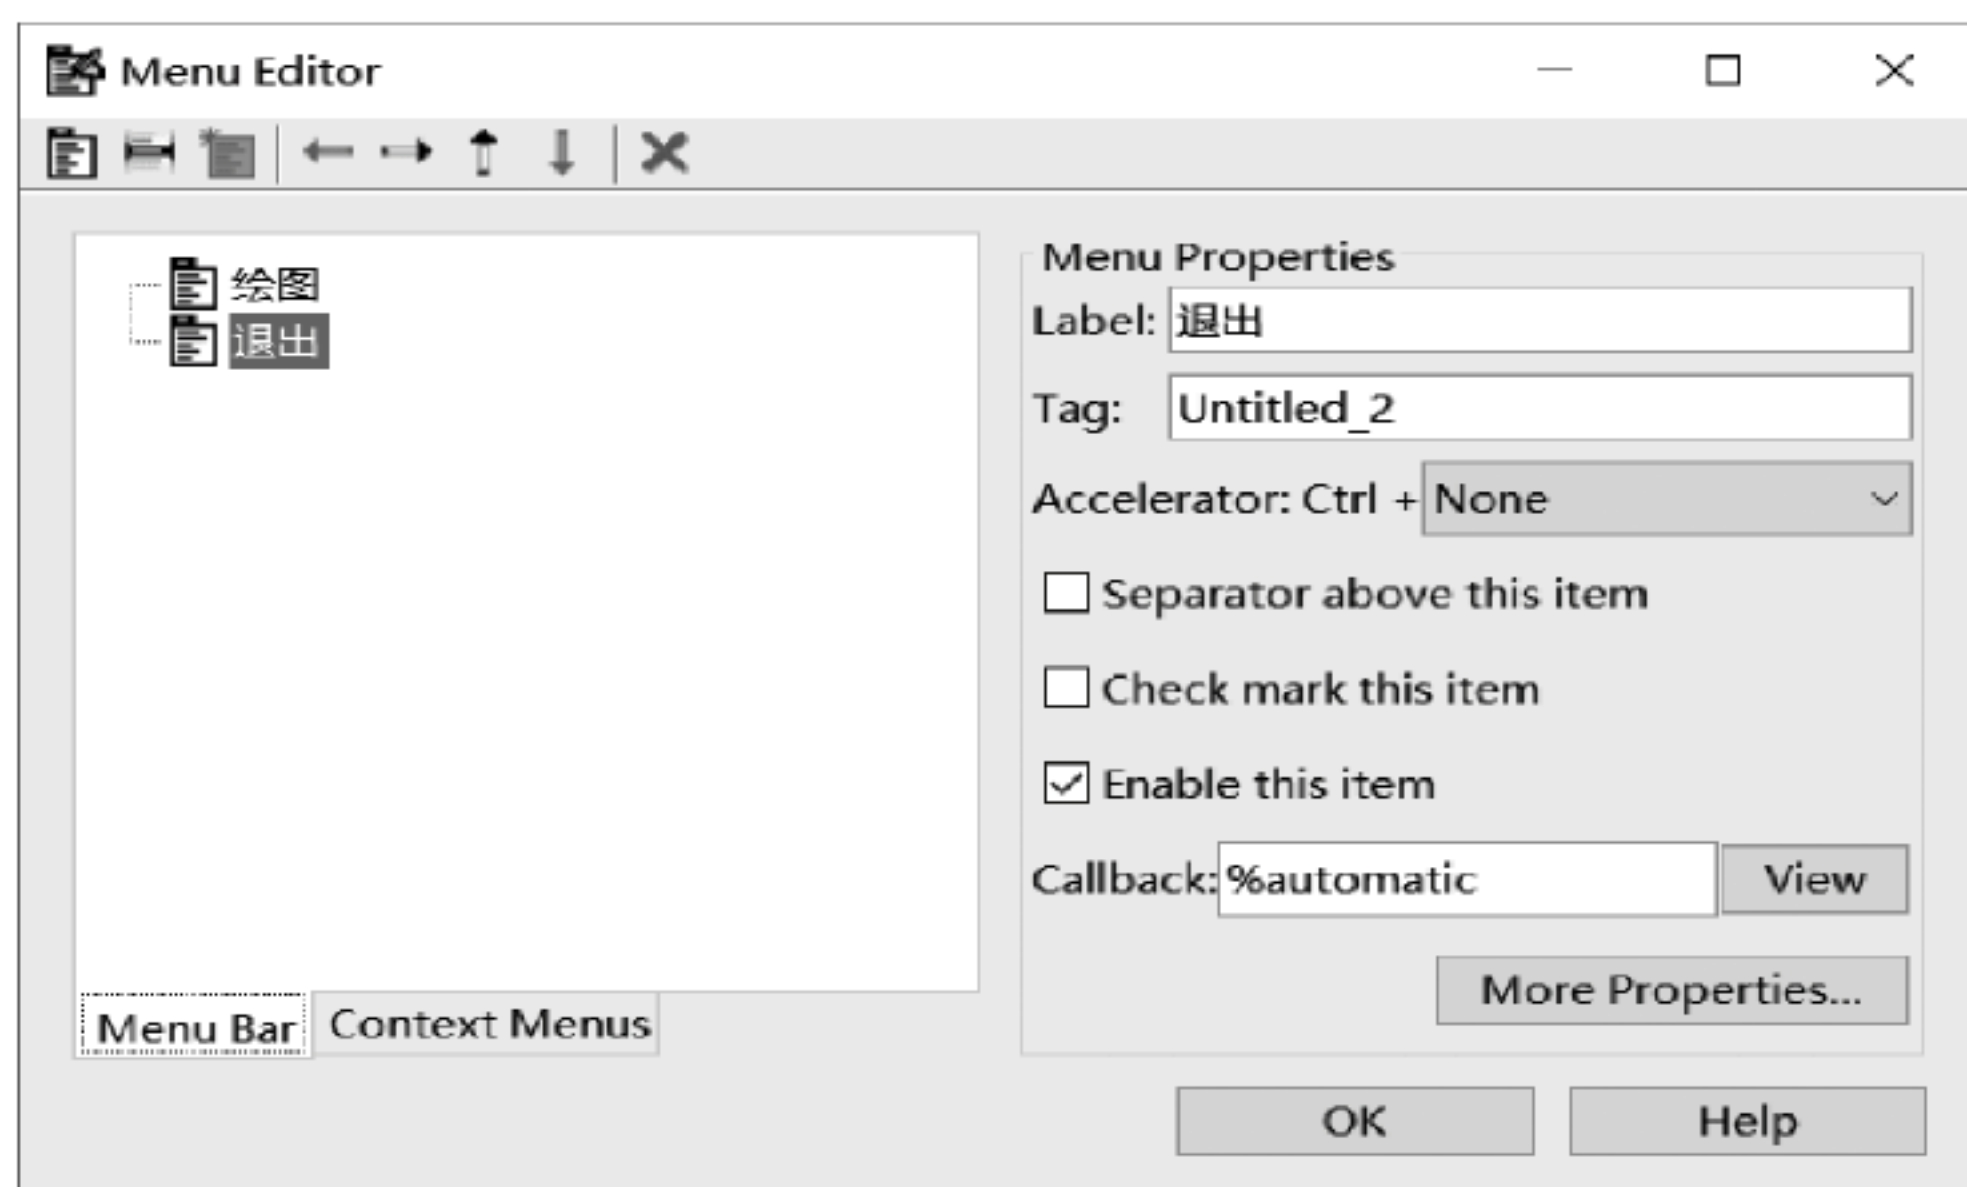 Menu Editor
绘图
退出
Menu Bar
Context Menus
Menu Properties
Label: 退出
Tag: Untitled_2
Accelerator: Ctrl + None
Separator above this item
Check mark this item
Enable this item
Callback: %automatic View
More Properties...
OK
Help